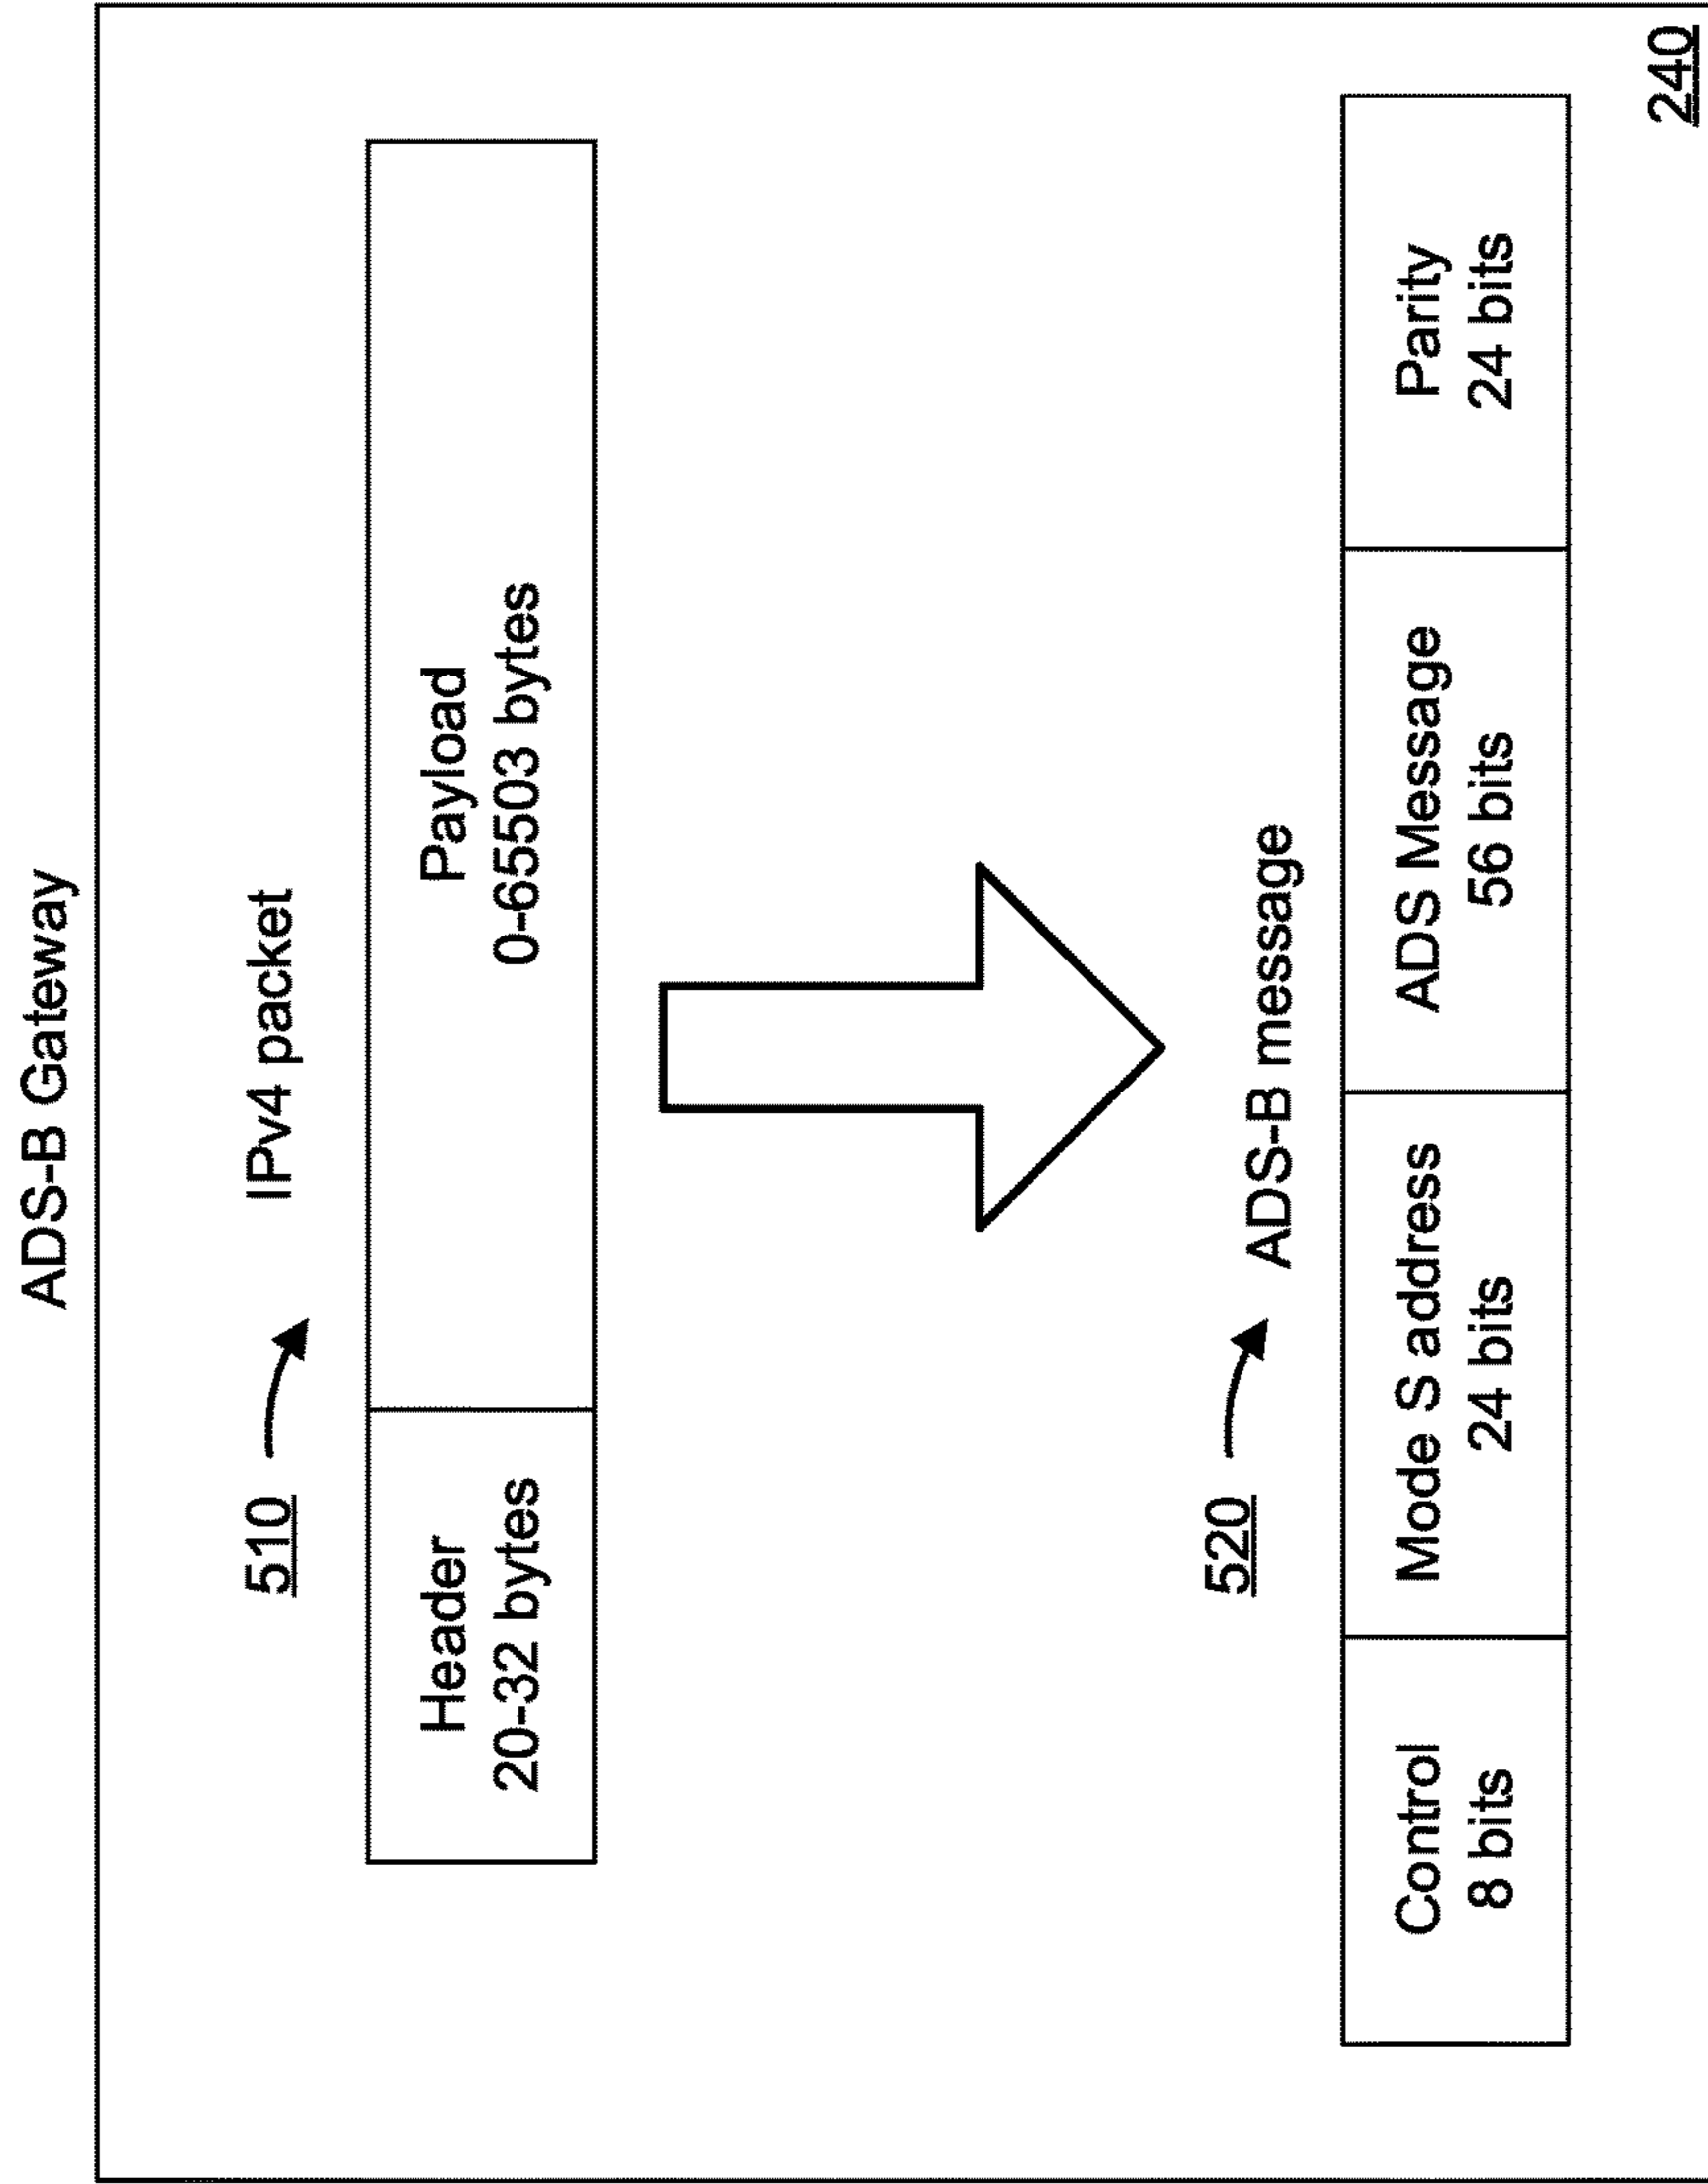 ADS-B Gateway
510
IPv4 packet
Header
20-32 bytes
Payload
0-65503 bytes
520
ADS-B message
Control
8 bits
Mode S address
24 bits
ADS Message
56 bits
Parity
24 bits
240